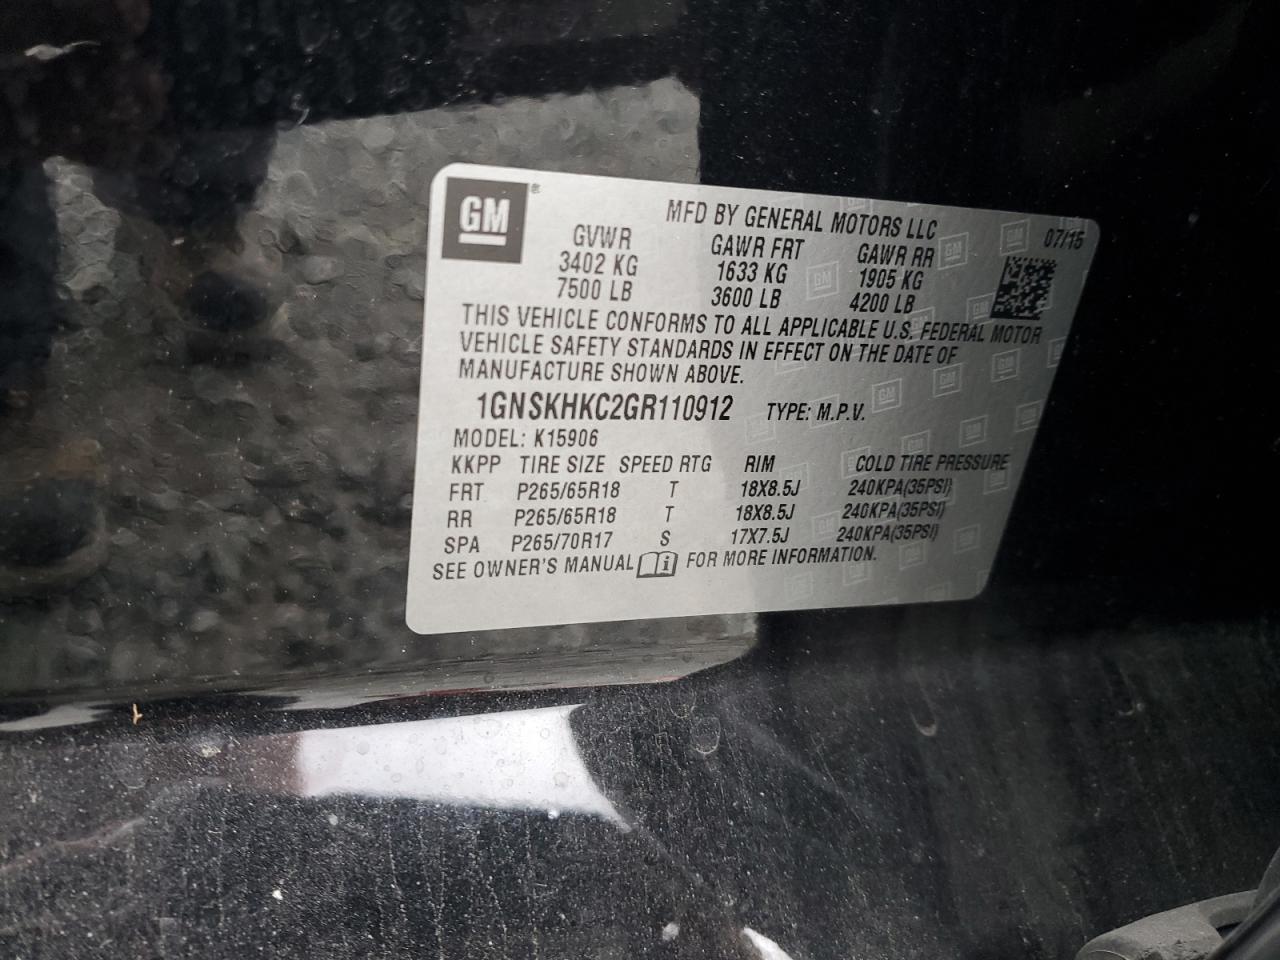 GM
MFD BY GENERAL MOTORS LLC
07/15
GVWR GAWR FRT GAWR RR
3402 KG 1633 KG 1905 KG
7500 LB 3600 LB 4200 LB
THIS VEHICLE CONFORMS TO ALL APPLICABLE U.S. FEDERAL MOTOR
VEHICLE SAFETY STANDARDS IN EFFECT ON THE DATE OF
MANUFACTURE SHOWN ABOVE.
1GNSKHKC2GR110912 TYPE: M.P.V.
MODEL: K15906
KKPP TIRE SIZE SPEED RTG RIM COLD TIRE PRESSURE
FRT P265/65R18 T 18X8.5J 240KPA(35PSI)
RR P265/65R18 T 18X8.5J 240KPA(35PSI)
SPA P265/70R17 S 17X7.5J 240KPA(35PSI)
SEE OWNER'S MANUAL i FOR MORE INFORMATION.